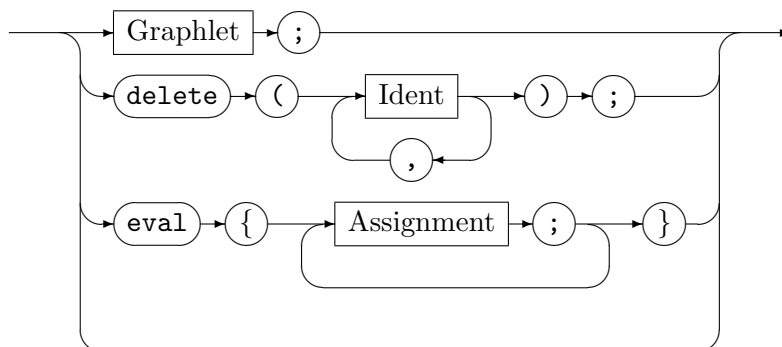 Graphlet ;
delete ( Ident ) ;
,
eval { Assignment ; }